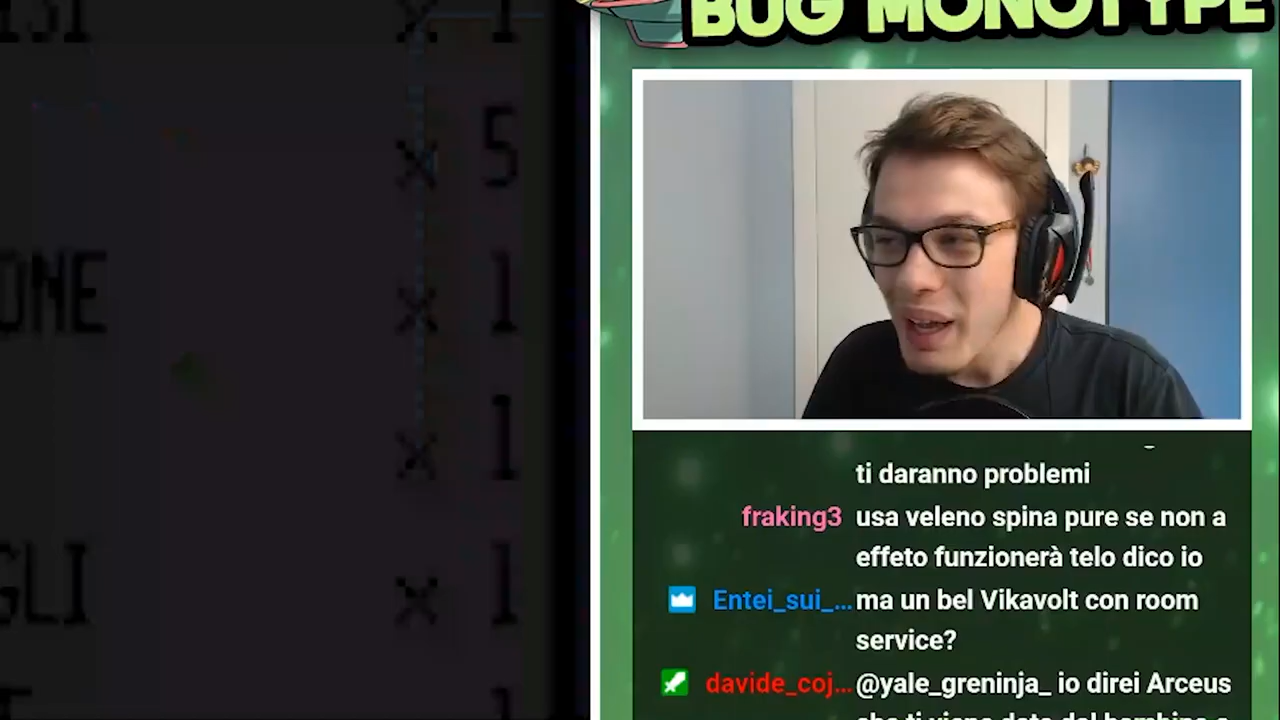 BUG MONOTYPE
x 1
x 5
ONE x 1
x 1
GLI x 1
ti daranno problemi
fraking3 usa veleno spina pure se non a
effeto funzionerà telo dico io
Entei_sui_... ma un bel Vikavolt con room
service?
davide_coj... @yale_greninja_ io direi Arceus